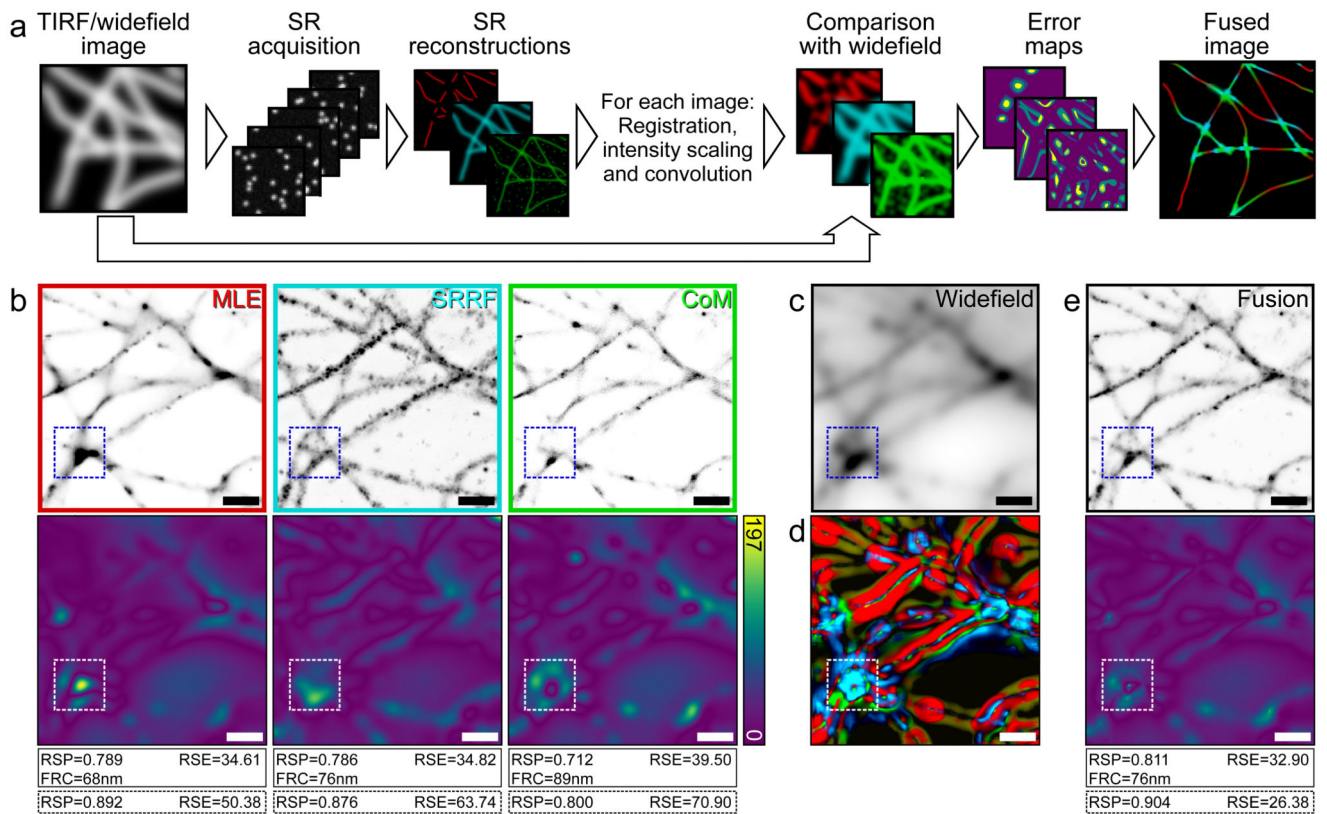 a
TIRF/widefield
image
SR
acquisition
SR
reconstructions
For each image:
Registration,
intensity scaling
and convolution
Comparison
with widefield
Error
maps
Fused
image
b
MLE
SRRF
CoM
197
0
RSP=0.789 RSE=34.61
FRC=68nm
RSP=0.892 RSE=50.38
RSP=0.786 RSE=34.82
FRC=76nm
RSP=0.876 RSE=63.74
RSP=0.712 RSE=39.50
FRC=89nm
RSP=0.800 RSE=70.90
c
Widefield
d
e
Fusion
RSP=0.811 RSE=32.90
FRC=76nm
RSP=0.904 RSE=26.38